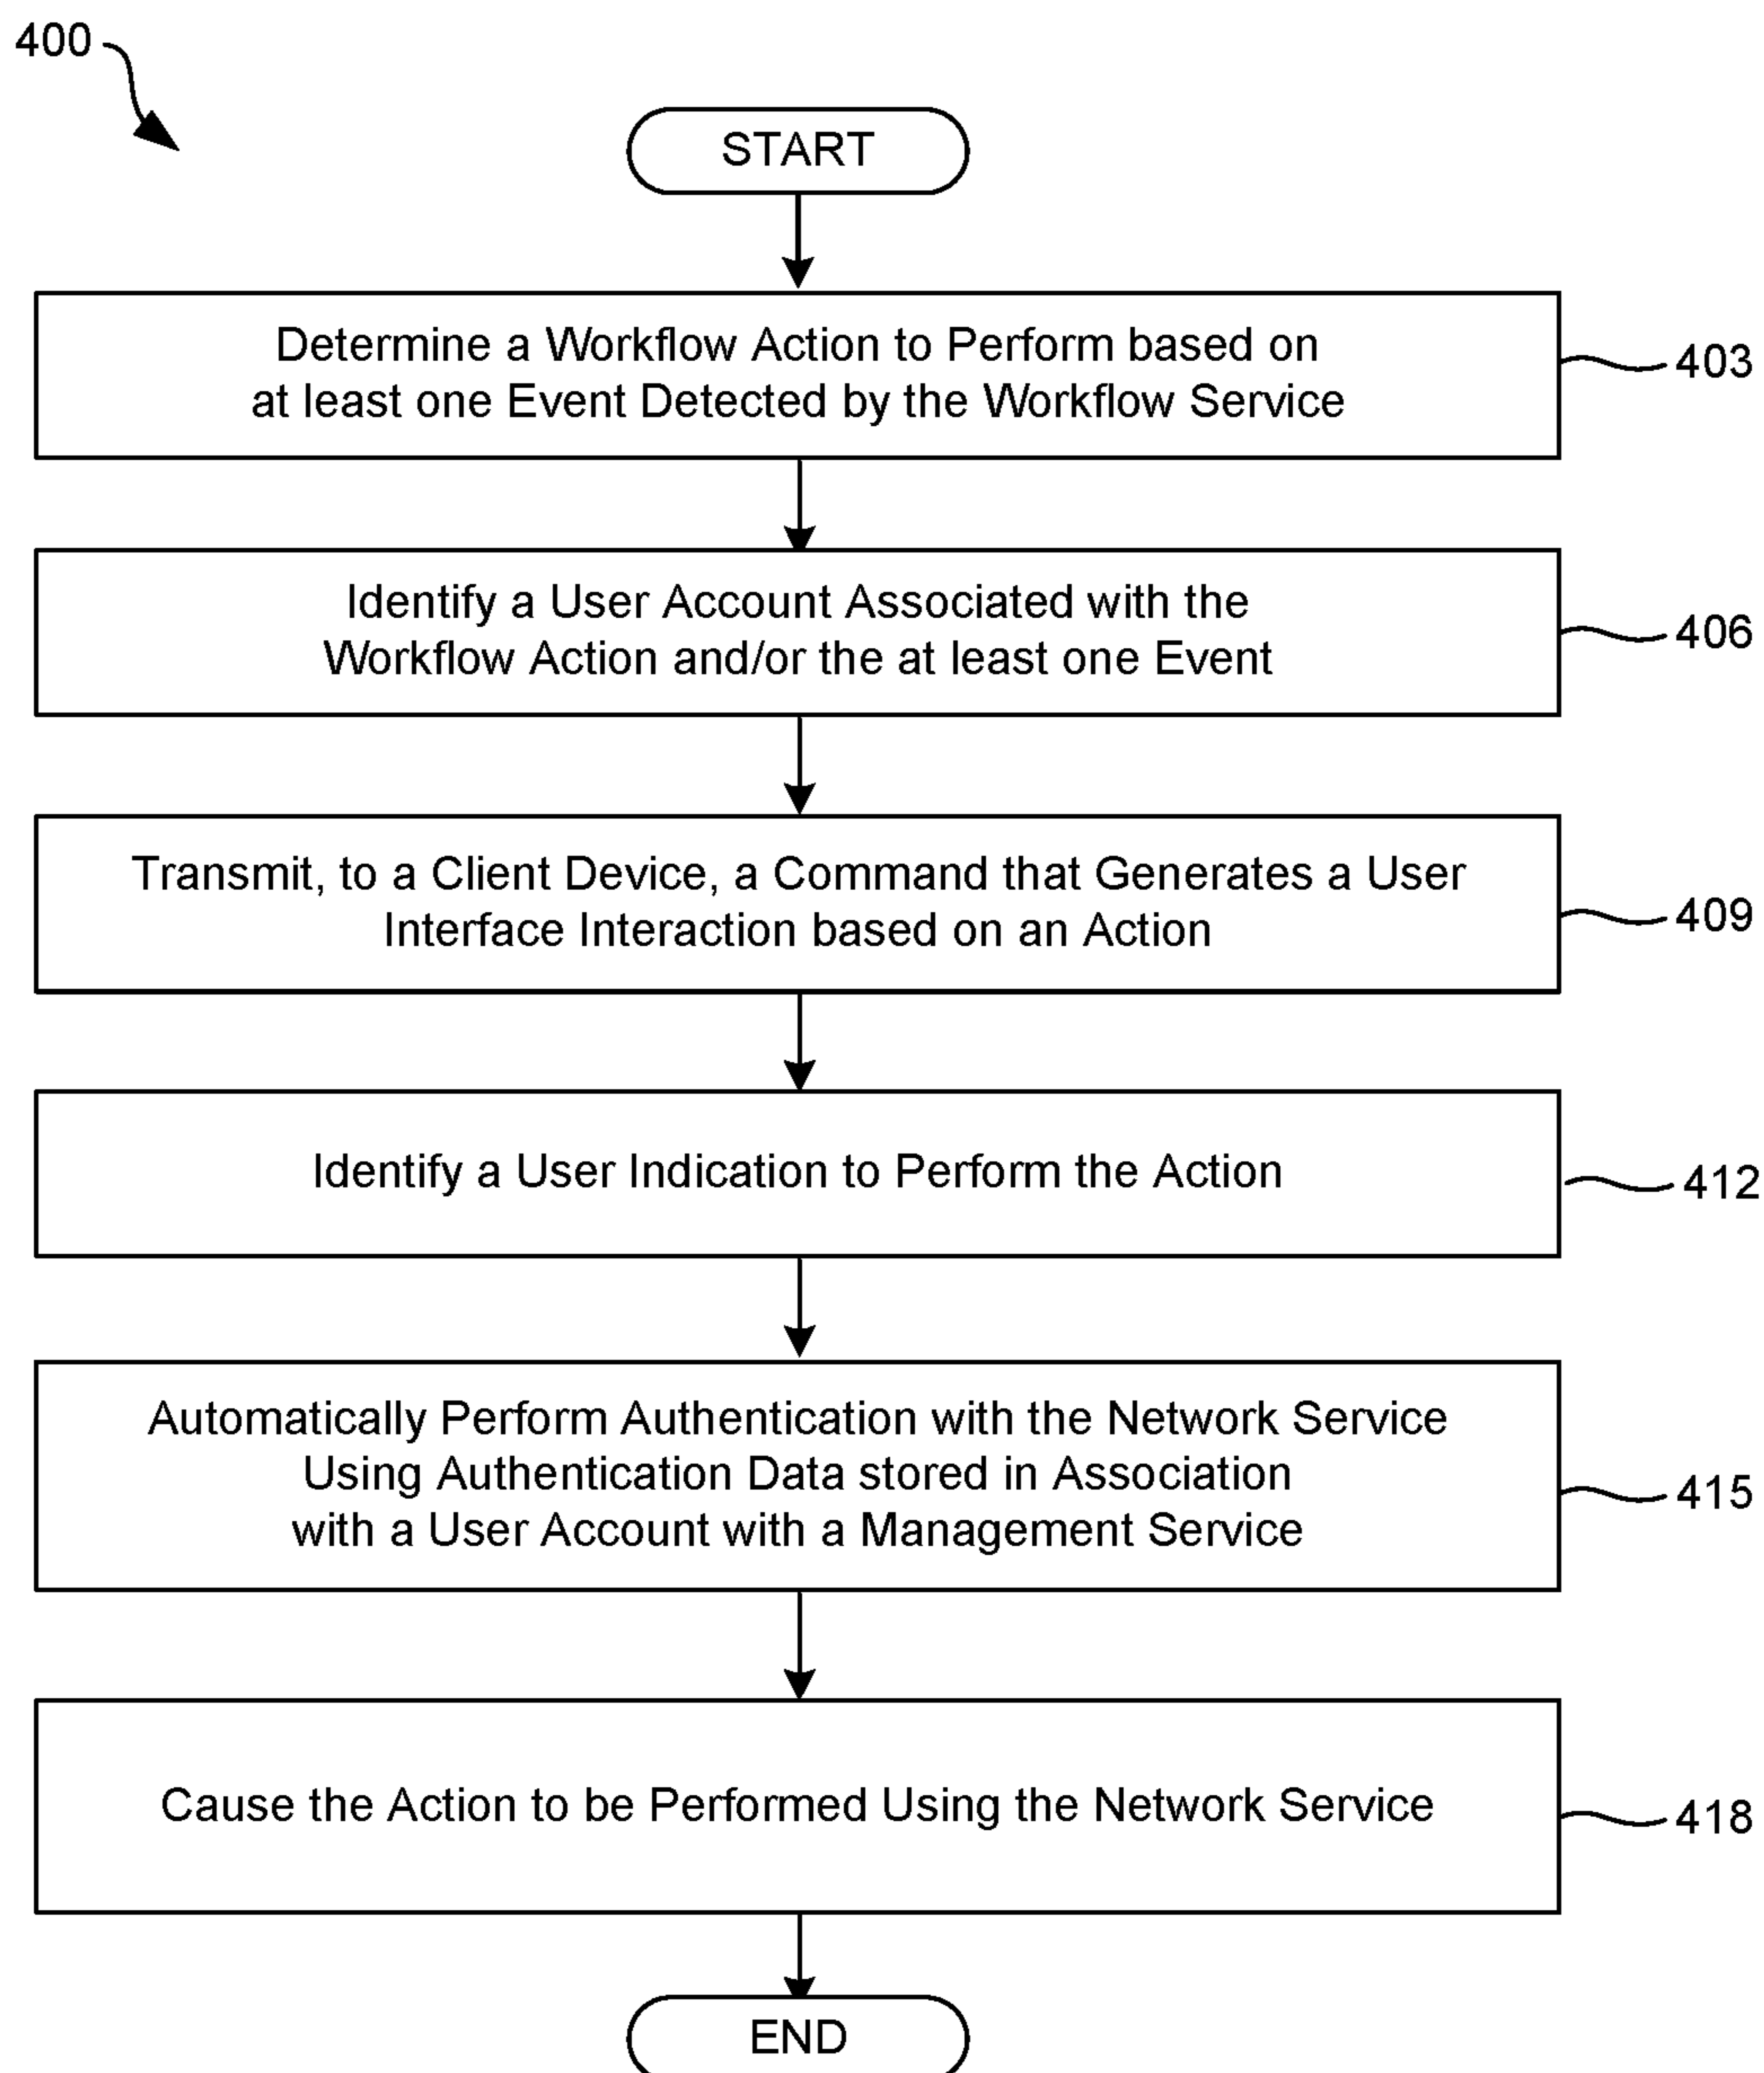 400
START
Determine a Workflow Action to Perform based on
at least one Event Detected by the Workflow Service
403
Identify a User Account Associated with the
Workflow Action and/or the at least one Event
406
Transmit, to a Client Device, a Command that Generates a User
Interface Interaction based on an Action
409
Identify a User Indication to Perform the Action
412
Automatically Perform Authentication with the Network Service
Using Authentication Data stored in Association
with a User Account with a Management Service
415
Cause the Action to be Performed Using the Network Service
418
END